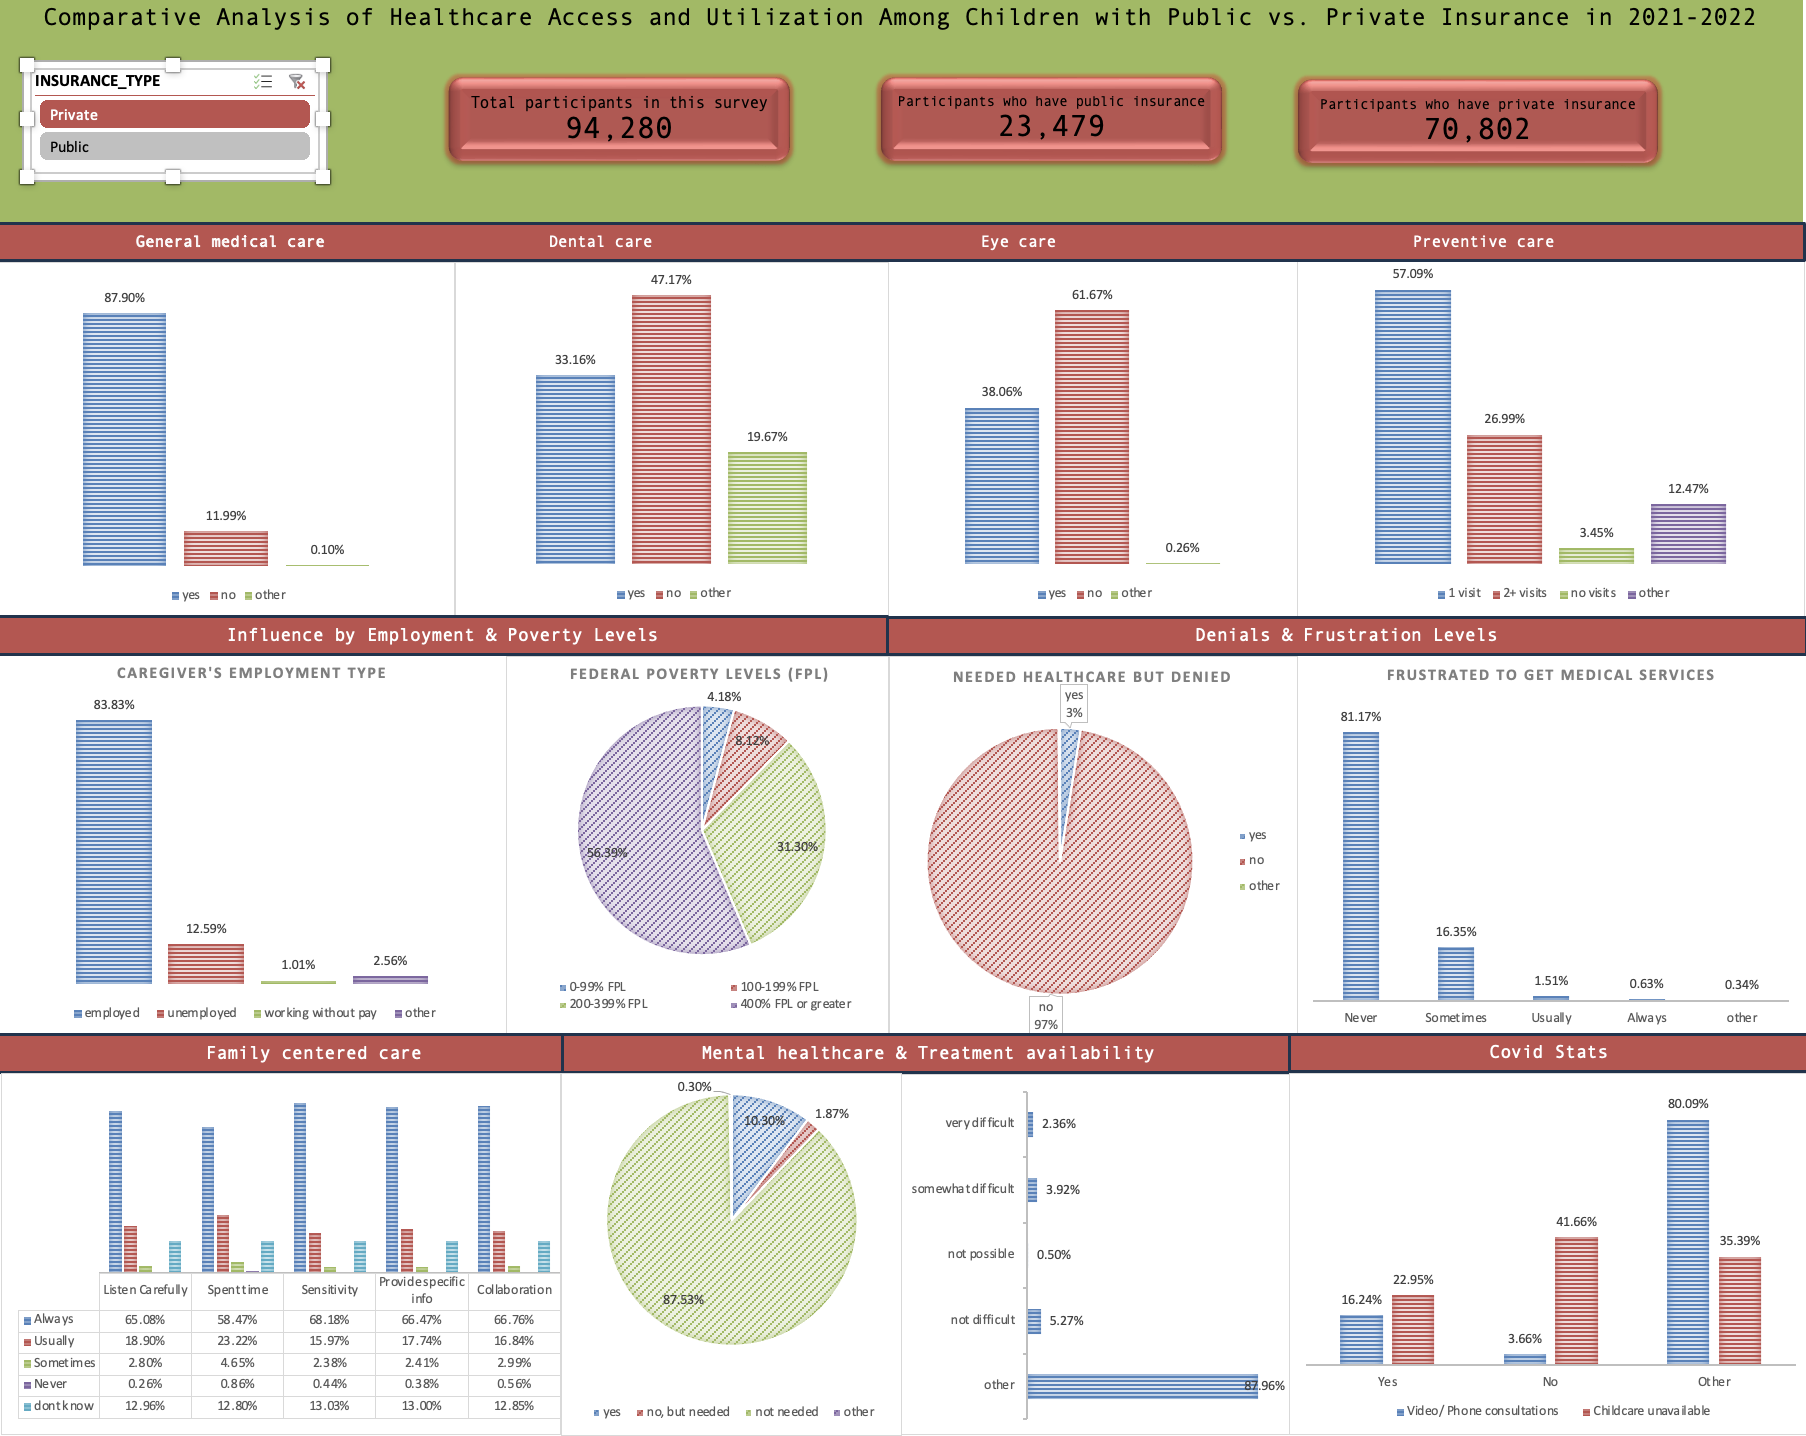 Comparative Analysis of Healthcare Access and Utilization Among Children with Public vs. Private Insurance in 2021-2022
INSURANCE_TYPE
Private
Public
Total participants in this survey
94,280
Participants who have public insurance
23,479
Participants who have private insurance
70,802
General medical care
Dental care
Eye care
Preventive care
87.90%
11.99%
0.10%
yes no other
33.16%
47.17%
19.67%
yes no other
38.06%
61.67%
0.26%
yes no other
57.09%
26.99%
3.45%
12.47%
1 visit 2+ visits no visits other
Influence by Employment & Poverty Levels
Denials & Frustration Levels
CAREGIVER'S EMPLOYMENT TYPE
83.83%
12.59%
1.01%
2.56%
employed unemployed working without pay other
FEDERAL POVERTY LEVELS (FPL)
4.18%
8.12%
31.30%
56.39%
0-99% FPL 100-199% FPL
200-399% FPL 400% FPL or greater
NEEDED HEALTHCARE BUT DENIED
yes
3%
no
97%
yes
no
other
FRUSTRATED TO GET MEDICAL SERVICES
81.17%
16.35%
1.51%
0.63%
0.34%
Never Sometimes Usually Always other
Family centered care
Mental healthcare & Treatment availability
Covid Stats
Listen Carefully Spent time Sensitivity Provide specific info Collaboration
Always 65.08% 58.47% 68.18% 66.47% 66.76%
Usually 18.90% 23.22% 15.97% 17.74% 16.84%
Sometimes 2.80% 4.65% 2.38% 2.41% 2.99%
Never 0.26% 0.86% 0.44% 0.38% 0.56%
dont know 12.96% 12.80% 13.03% 13.00% 12.85%
0.30%
10.30%
1.87%
87.53%
yes no, but needed not needed other
very difficult 2.36%
somewhat difficult 3.92%
not possible 0.50%
not difficult 5.27%
other 87.96%
16.24%
22.95%
3.66%
41.66%
80.09%
35.39%
Yes No Other
Video/ Phone consultations Childcare unavailable